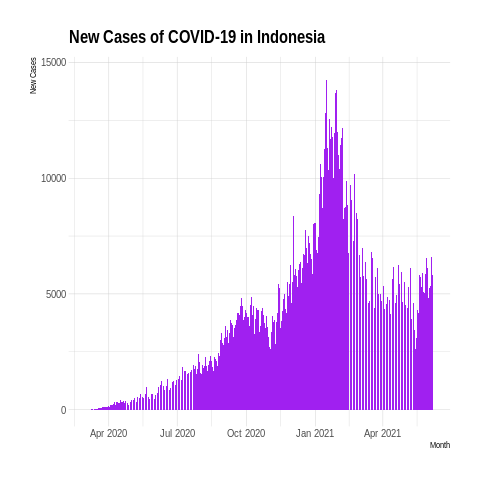 New Cases of COVID-19 in Indonesia
New Cases
15000
10000
5000
0
Apr 2020 Jul 2020 Oct 2020 Jan 2021 Apr 2021
Month